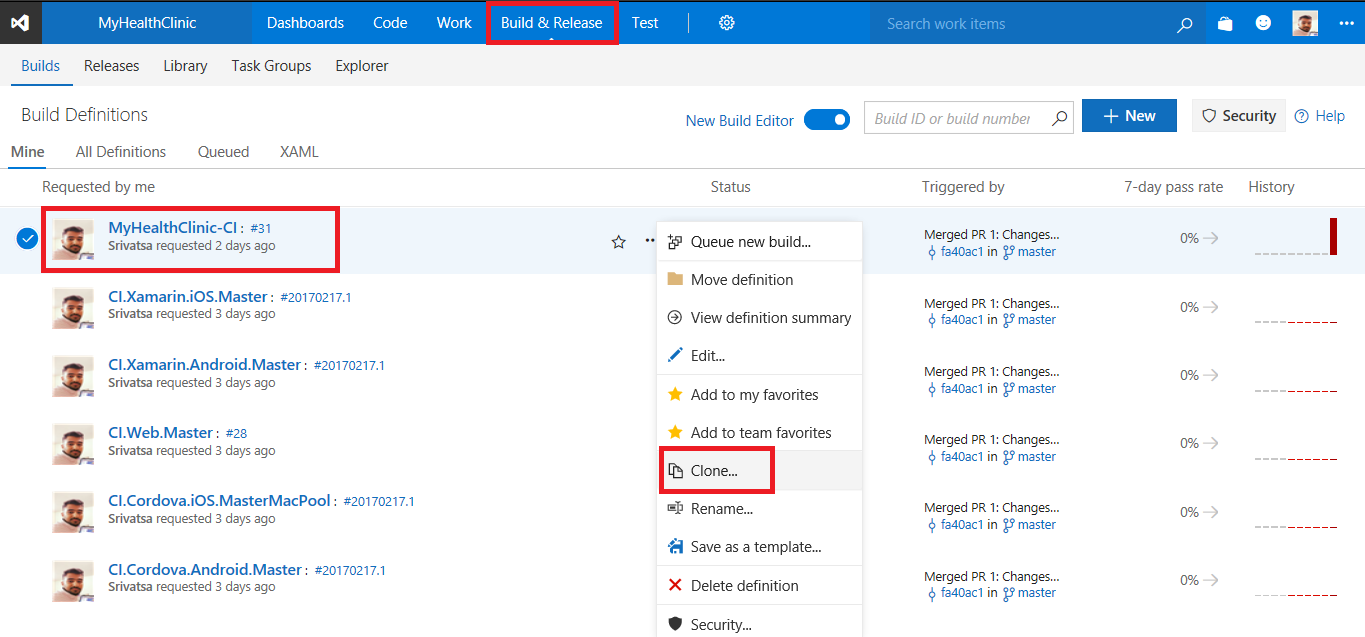 MyHealthClinic Dashboards Code Work Build & Release Test Search work items
Builds Releases Library Task Groups Explorer
Build Definitions New Build Editor Build ID or build number + New Security Help
Mine All Definitions Queued XAML
Requested by me Status Triggered by 7-day pass rate History
MyHealthClinic-CI : #31
Srivatsa requested 2 days ago
Merged PR 1: Changes...
fa40ac1 in master
0%
CI.Xamarin.iOS.Master : #20170217.1
Srivatsa requested 3 days ago
Merged PR 1: Changes...
fa40ac1 in master
0%
CI.Xamarin.Android.Master : #20170217.1
Srivatsa requested 3 days ago
Merged PR 1: Changes...
fa40ac1 in master
0%
CI.Web.Master : #28
Srivatsa requested 3 days ago
Merged PR 1: Changes...
fa40ac1 in master
0%
CI.Cordova.iOS.MasterMacPool : #20170217.1
Srivatsa requested 3 days ago
Merged PR 1: Changes...
fa40ac1 in master
0%
CI.Cordova.Android.Master : #20170217.1
Srivatsa requested 3 days ago
Merged PR 1: Changes...
fa40ac1 in master
0%
Queue new build...
Move definition
View definition summary
Edit...
Add to my favorites
Add to team favorites
Clone...
Rename...
Save as a template...
Delete definition
Security...